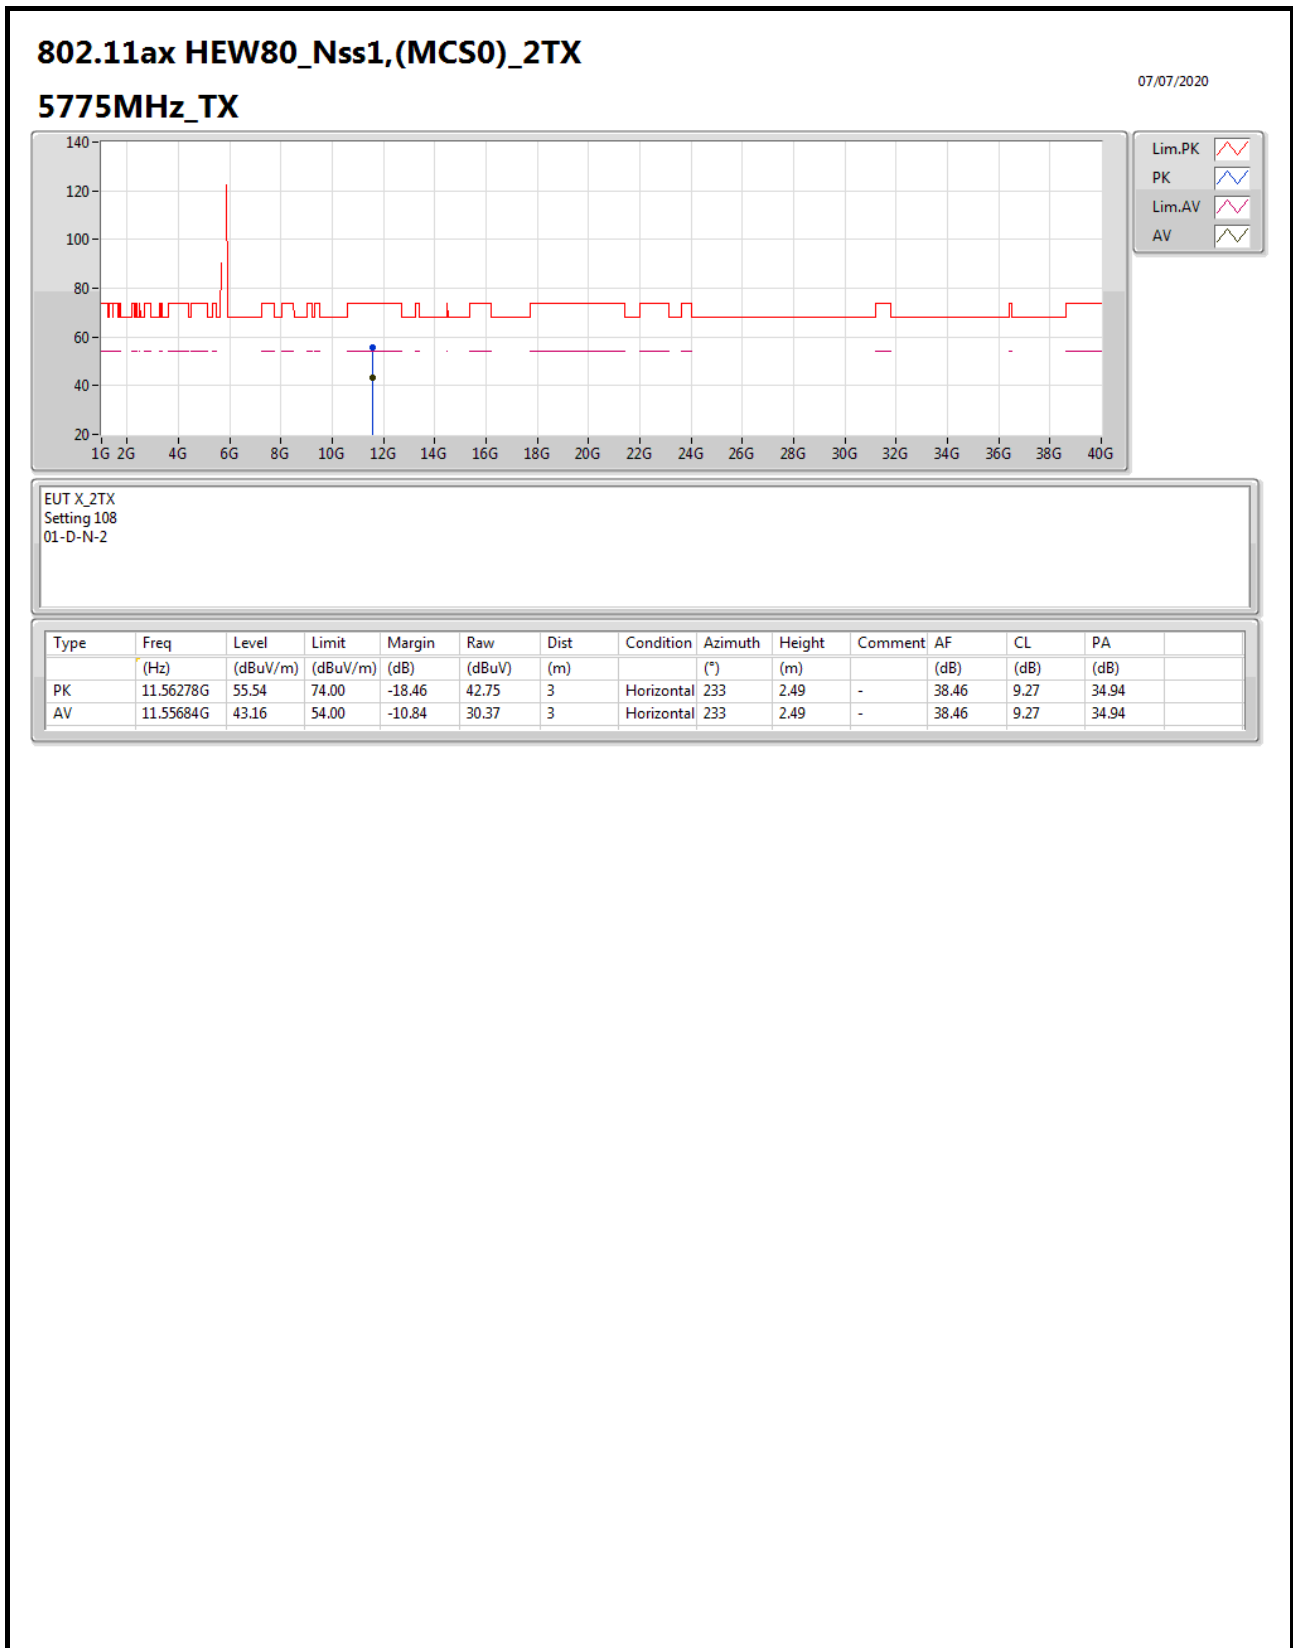 802.11ax HEW80_Nss1,(MCS0)_2TX
07/07/2020
5775MHz_TX
140
120
100
80
60
40
20
1G 2G 4G 6G 8G 10G 12G 14G 16G 18G 20G 22G 24G 26G 28G 30G 32G 34G 36G 38G 40G
Lim.PK
PK
Lim.AV
AV
EUT X_2TX
Setting 108
01-D-N-2
Type Freq Level Limit Margin Raw Dist Condition Azimuth Height Comment AF CL PA
(Hz) (dBuV/m) (dBuV/m) (dB) (dBuV) (m) (°) (m) (dB) (dB) (dB)
PK 11.56278G 55.54 74.00 -18.46 42.75 3 Horizontal 233 2.49 - 38.46 9.27 34.94
AV 11.55684G 43.16 54.00 -10.84 30.37 3 Horizontal 233 2.49 - 38.46 9.27 34.94